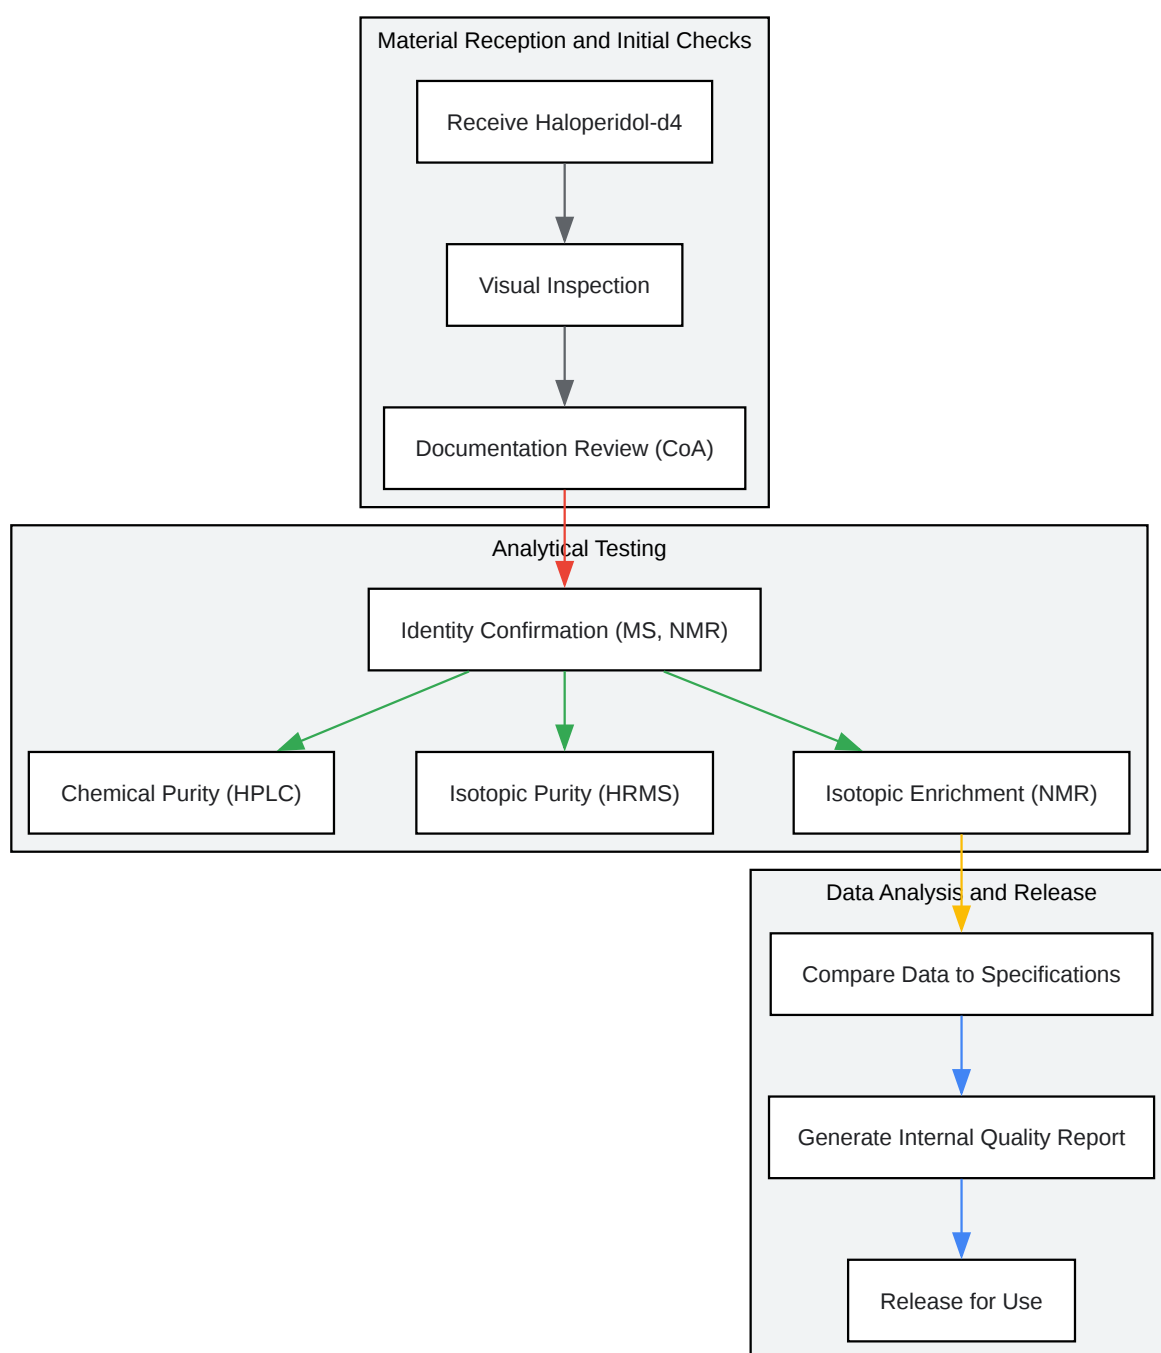 Material Reception and Initial Checks
Receive Haloperidol-d4
Visual Inspection
Documentation Review (CoA)
Analytical Testing
Identity Confirmation (MS, NMR)
Chemical Purity (HPLC)
Isotopic Purity (HRMS)
Isotopic Enrichment (NMR)
Data Analysis and Release
Compare Data to Specifications
Generate Internal Quality Report
Release for Use